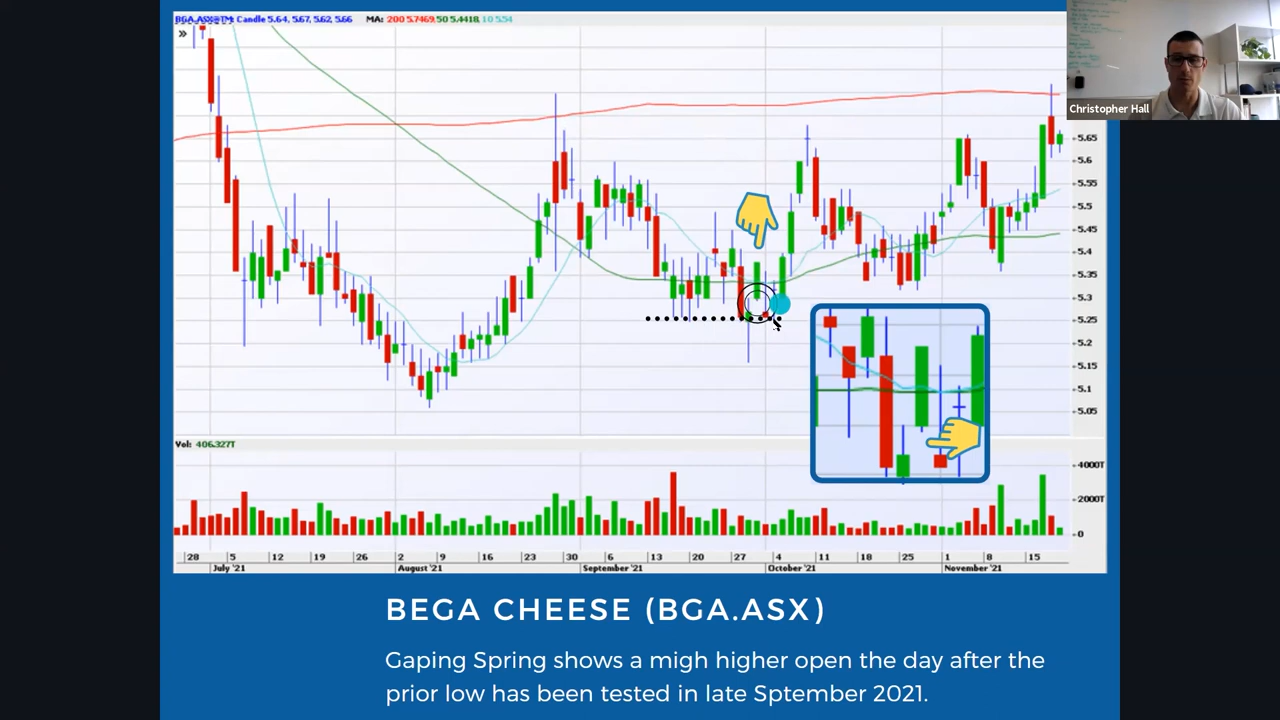 BGA.ASX@TM: Candle 5.64, 5.67, 5.62, 5.66 MA: 200 5.7469, 50 5.4418, 10 5.54
»
Christopher Hall
5.65
5.6
5.55
5.5
5.45
5.4
5.35
5.3
5.25
5.2
5.15
5.1
5.05
Vol: 406.327T
4000T
2000T
0
28 5 12 19 26 2 9 16 23 30 6 13 20 27 4 11 18 25 1 8 15
July '21 August '21 September '21 October '21 November '21
BEGA CHEESE (BGA.ASX)
Gaping Spring shows a migh higher open the day after the
prior low has been tested in late Sptember 2021.